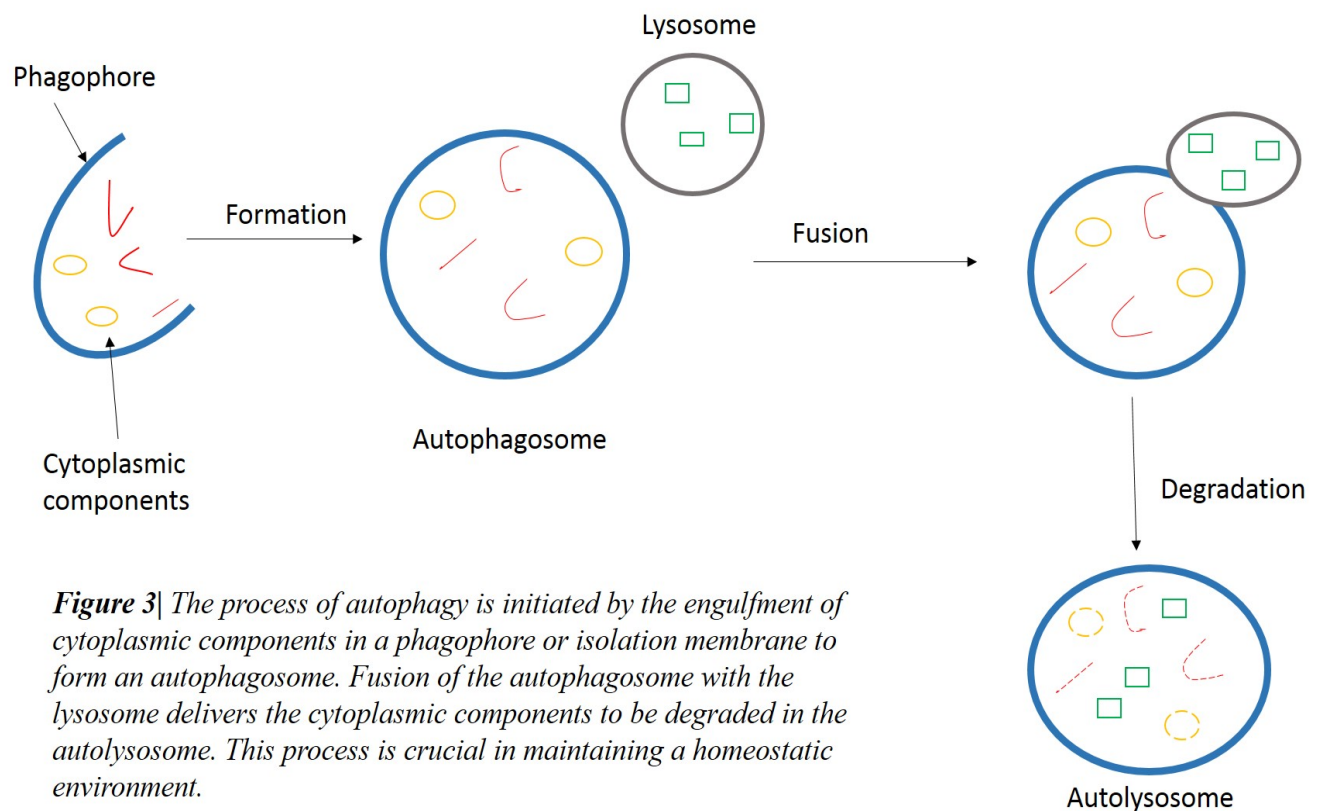 Lysosome
Phagophore
Formation
Fusion
Autophagosome
Cytoplasmic
components
Degradation
Figure 3| The process of autophagy is initiated by the engulfment of
cytoplasmic components in a phagophore or isolation membrane to
form an autophagosome. Fusion of the autophagosome with the
lysosome delivers the cytoplasmic components to be degraded in the
autolysosome. This process is crucial in maintaining a homeostatic
environment.
Autolysosome